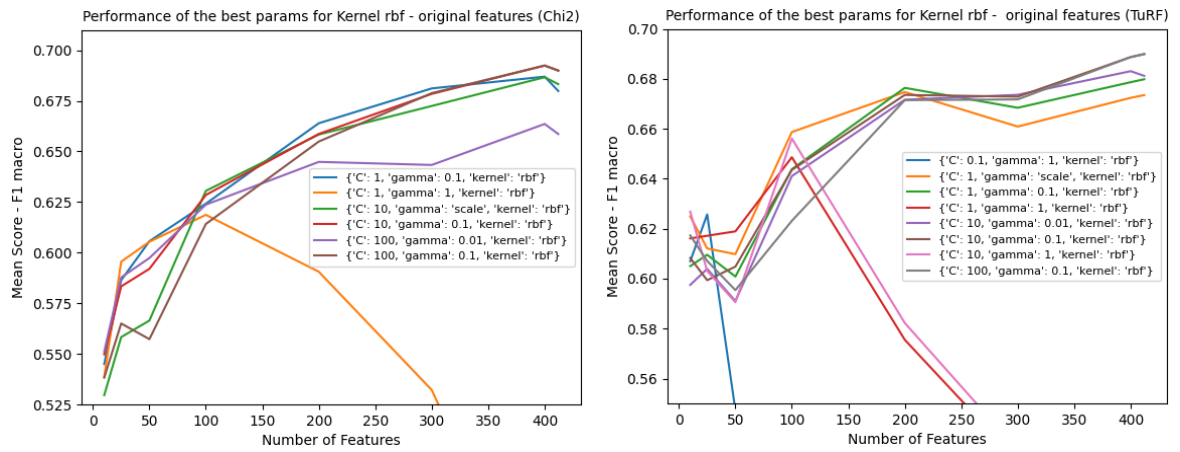 Performance of the best params for Kernel rbf - original features (Chi2)
0.700
0.675
0.650
0.625
0.600
0.575
0.550
0.525
Mean Score - F1 macro
{'C': 1, 'gamma': 0.1, 'kernel': 'rbf'}
{'C': 1, 'gamma': 1, 'kernel': 'rbf'}
{'C': 10, 'gamma': 'scale', 'kernel': 'rbf'}
{'C': 10, 'gamma': 0.1, 'kernel': 'rbf'}
{'C': 100, 'gamma': 0.01, 'kernel': 'rbf'}
{'C': 100, 'gamma': 0.1, 'kernel': 'rbf'}
0 50 100 150 200 250 300 350 400
Number of Features
Performance of the best params for Kernel rbf - original features (TuRF)
0.70
0.68
0.66
0.64
0.62
0.60
0.58
0.56
Mean Score - F1 macro
{'C': 0.1, 'gamma': 1, 'kernel': 'rbf'}
{'C': 1, 'gamma': 'scale', 'kernel': 'rbf'}
{'C': 1, 'gamma': 0.1, 'kernel': 'rbf'}
{'C': 1, 'gamma': 1, 'kernel': 'rbf'}
{'C': 10, 'gamma': 0.01, 'kernel': 'rbf'}
{'C': 10, 'gamma': 0.1, 'kernel': 'rbf'}
{'C': 10, 'gamma': 1, 'kernel': 'rbf'}
{'C': 100, 'gamma': 0.1, 'kernel': 'rbf'}
0 50 100 150 200 250 300 350 400
Number of Features